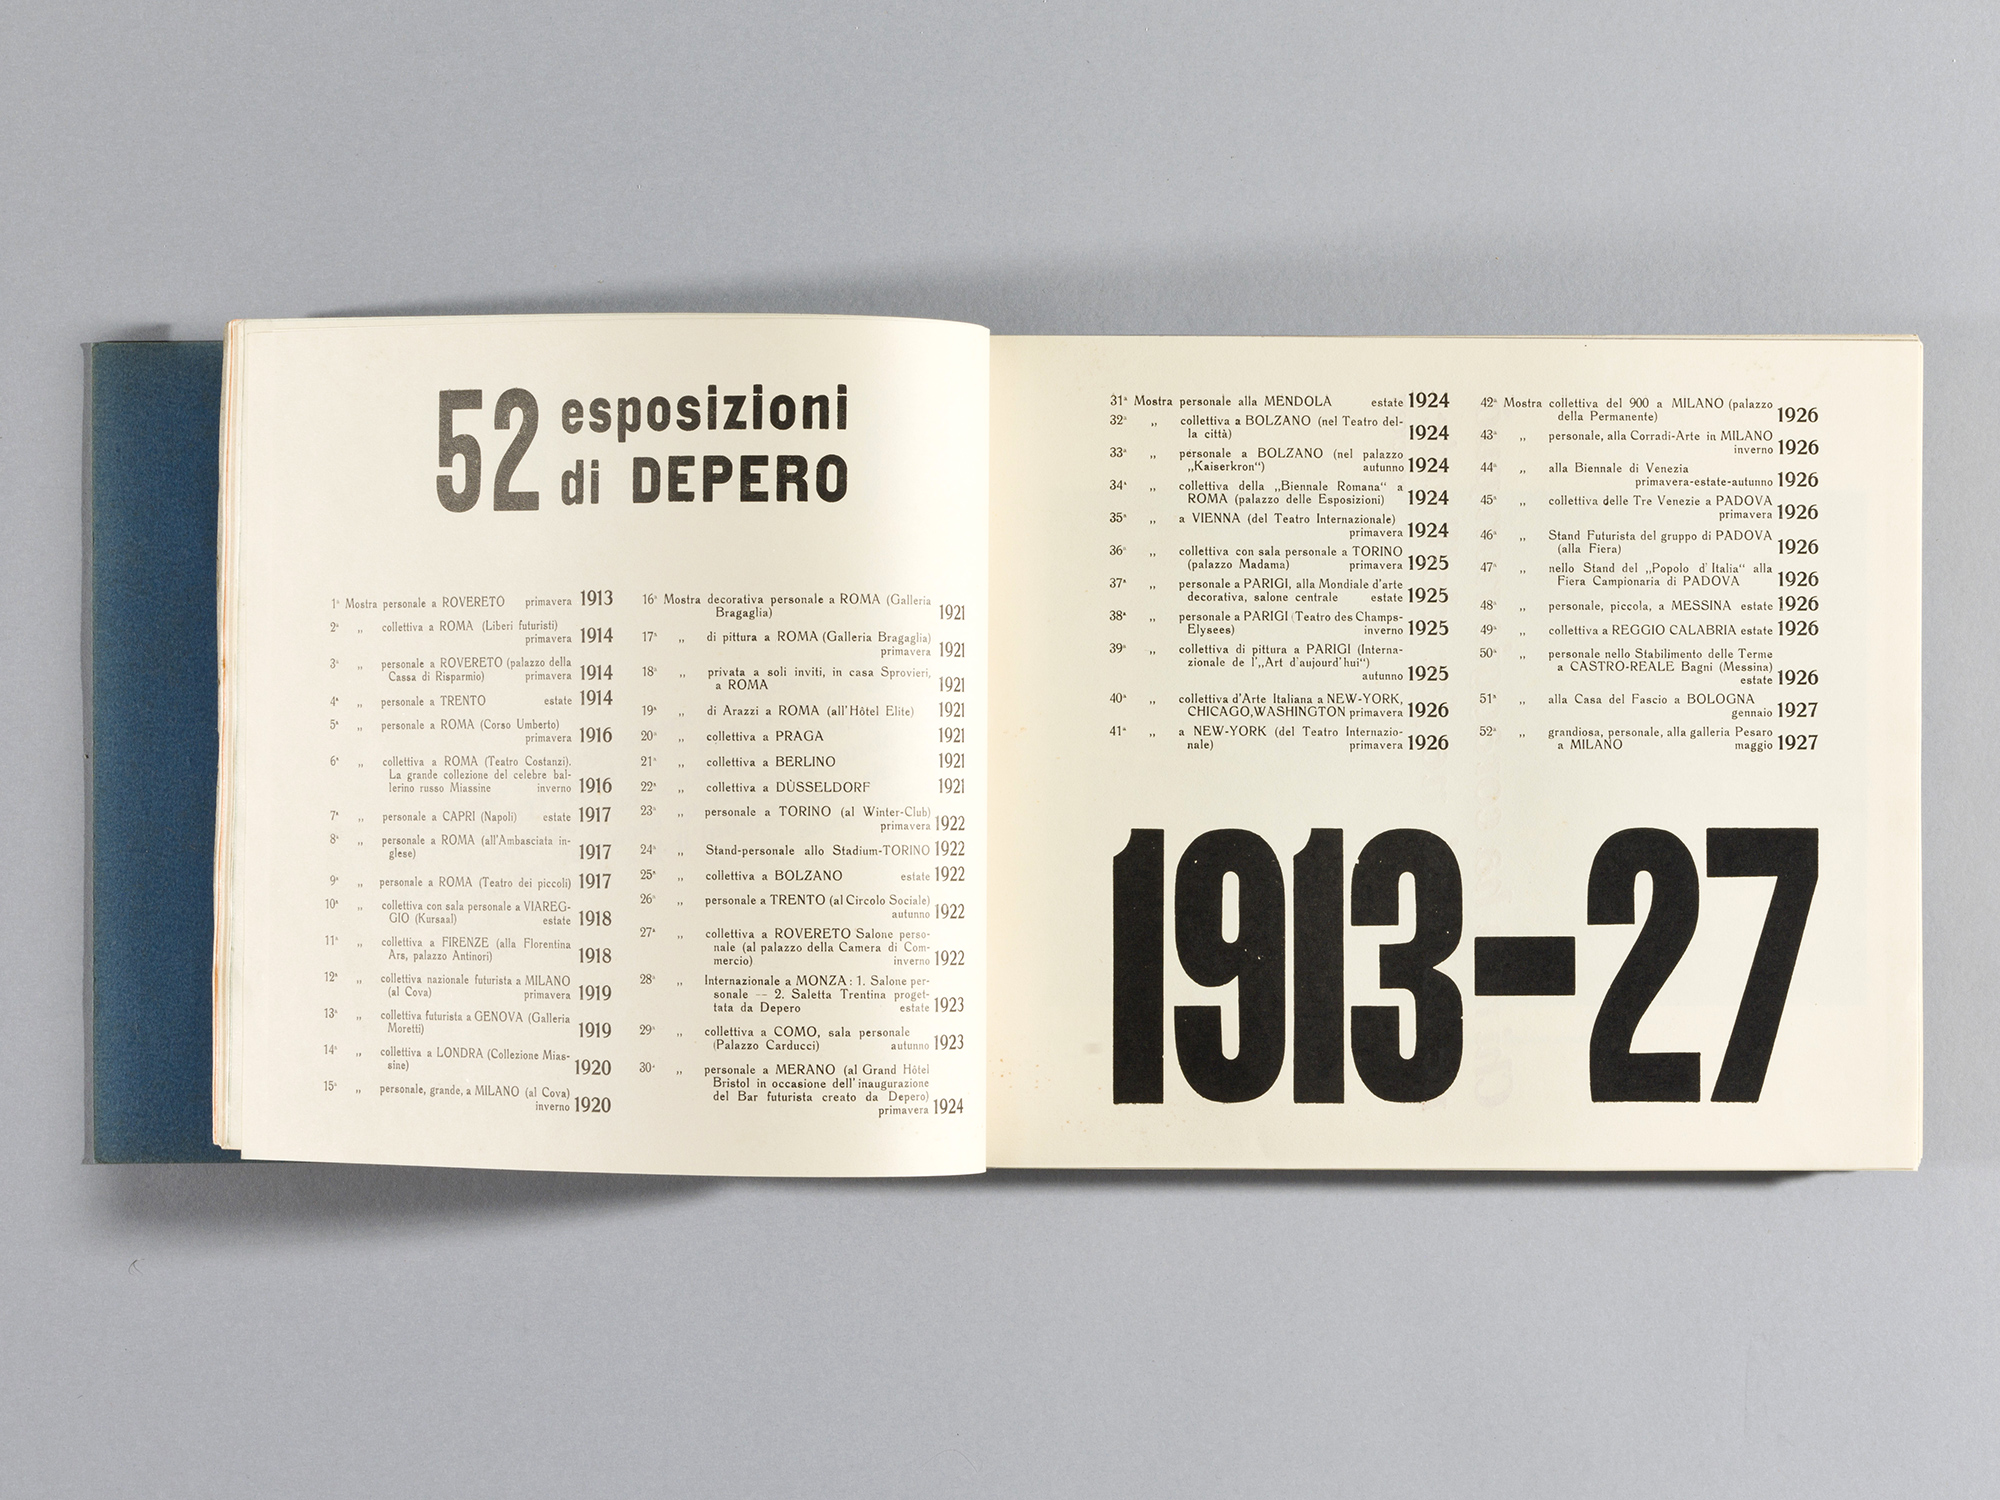 52 esposizioni
di DEPERO
1ª Mostra personale a ROVERETO primavera 1913
2ª „ collettiva a ROMA (Liberi futuristi)
primavera 1914
3ª „ personale a ROVERETO (palazzo della
Cassa di Risparmio) primavera 1914
4ª „ personale a TRENTO estate 1914
5ª „ personale a ROMA (Corso Umberto)
primavera 1916
6ª „ collettiva a ROMA (Teatro Costanzi).
La grande collezione del celebre bal-
lerino russo Miassine inverno 1916
7ª „ personale a CAPRI (Napoli) estate 1917
8ª „ personale a ROMA (all'Ambasciata in-
glese) 1917
9ª „ personale a ROMA (Teatro dei piccoli) 1917
10ª „ collettiva con sala personale a VIAREG-
GIO (Kursaal) estate 1918
11ª „ collettiva a FIRENZE (alla Florentina
Ars, palazzo Antinori) 1918
12ª „ collettiva nazionale futurista a MILANO
(al Cova) primavera 1919
13ª „ collettiva futurista a GENOVA (Galleria
Moretti) 1919
14ª „ collettiva a LONDRA (Collezione Mias-
sine) 1920
15ª „ personale, grande, a MILANO (al Cova)
inverno 1920
16ª Mostra decorativa personale a ROMA (Galleria
Bragaglia) 1921
17ª „ di pittura a ROMA (Galleria Bragaglia)
primavera 1921
18ª „ privata a soli inviti, in casa Sprovieri,
a ROMA 1921
19ª „ di Arazzi a ROMA (all'Hôtel Elite) 1921
20ª „ collettiva a PRAGA 1921
21ª „ collettiva a BERLINO 1921
22ª „ collettiva a DÜSSELDORF 1921
23ª „ personale a TORINO (al Winter-Club)
primavera 1922
24ª „ Stand-personale allo Stadium-TORINO 1922
25ª „ collettiva a BOLZANO estate 1922
26ª „ personale a TRENTO (al Circolo Sociale)
autunno 1922
27ª „ collettiva a ROVERETO Salone perso-
nale (al palazzo della Camera di Com-
mercio) inverno 1922
28ª „ Internazionale a MONZA: 1. Salone per-
sonale — 2. Saletta Trentina proget-
tata da Depero estate 1923
29ª „ collettiva a COMO, sala personale
(Palazzo Carducci) autunno 1923
30ª „ personale a MERANO (al Grand Hôtel
Bristol in occasione dell'inaugurazione
del Bar futurista creato da Depero)
primavera 1924
31ª Mostra personale alla MENDOLA estate 1924
32ª „ collettiva a BOLZANO (nel Teatro del-
la città) 1924
33ª „ personale a BOLZANO (nel palazzo
„Kaiserkron“) autunno 1924
34ª „ collettiva della „Biennale Romana“ a
ROMA (palazzo delle Esposizioni) 1924
35ª „ a VIENNA (del Teatro Internazionale)
primavera 1924
36ª „ collettiva con sala personale a TORINO
(palazzo Madama) primavera 1925
37ª „ personale a PARIGI, alla Mondiale d'arte
decorativa, salone centrale estate 1925
38ª „ personale a PARIGI (Teatro des Champs-
Elysees) inverno 1925
39ª „ collettiva di pittura a PARIGI (Interna-
zionale de l'„Art d'aujourd'hui“)
autunno 1925
40ª „ collettiva d'Arte Italiana a NEW-YORK,
CHICAGO,WASHINGTON primavera 1926
41ª „ a NEW-YORK (del Teatro Internazio-
nale) primavera 1926
42ª Mostra collettiva del 900 a MILANO (palazzo
della Permanente) 1926
43ª „ personale, alla Corradi-Arte in MILANO
inverno 1926
44ª „ alla Biennale di Venezia
primavera-estate-autunno 1926
45ª „ collettiva delle Tre Venezie a PADOVA
primavera 1926
46ª „ Stand Futurista del gruppo di PADOVA
(alla Fiera) 1926
47ª „ nello Stand del „Popolo d'Italia“ alla
Fiera Campionaria di PADOVA 1926
48ª „ personale, piccola, a MESSINA estate 1926
49ª „ collettiva a REGGIO CALABRIA estate 1926
50ª „ personale nello Stabilimento delle Terme
a CASTRO-REALE Bagni (Messina)
estate 1926
51ª „ alla Casa del Fascio a BOLOGNA
gennaio 1927
52ª „ grandiosa, personale, alla galleria Pesaro
a MILANO maggio 1927
1913-27